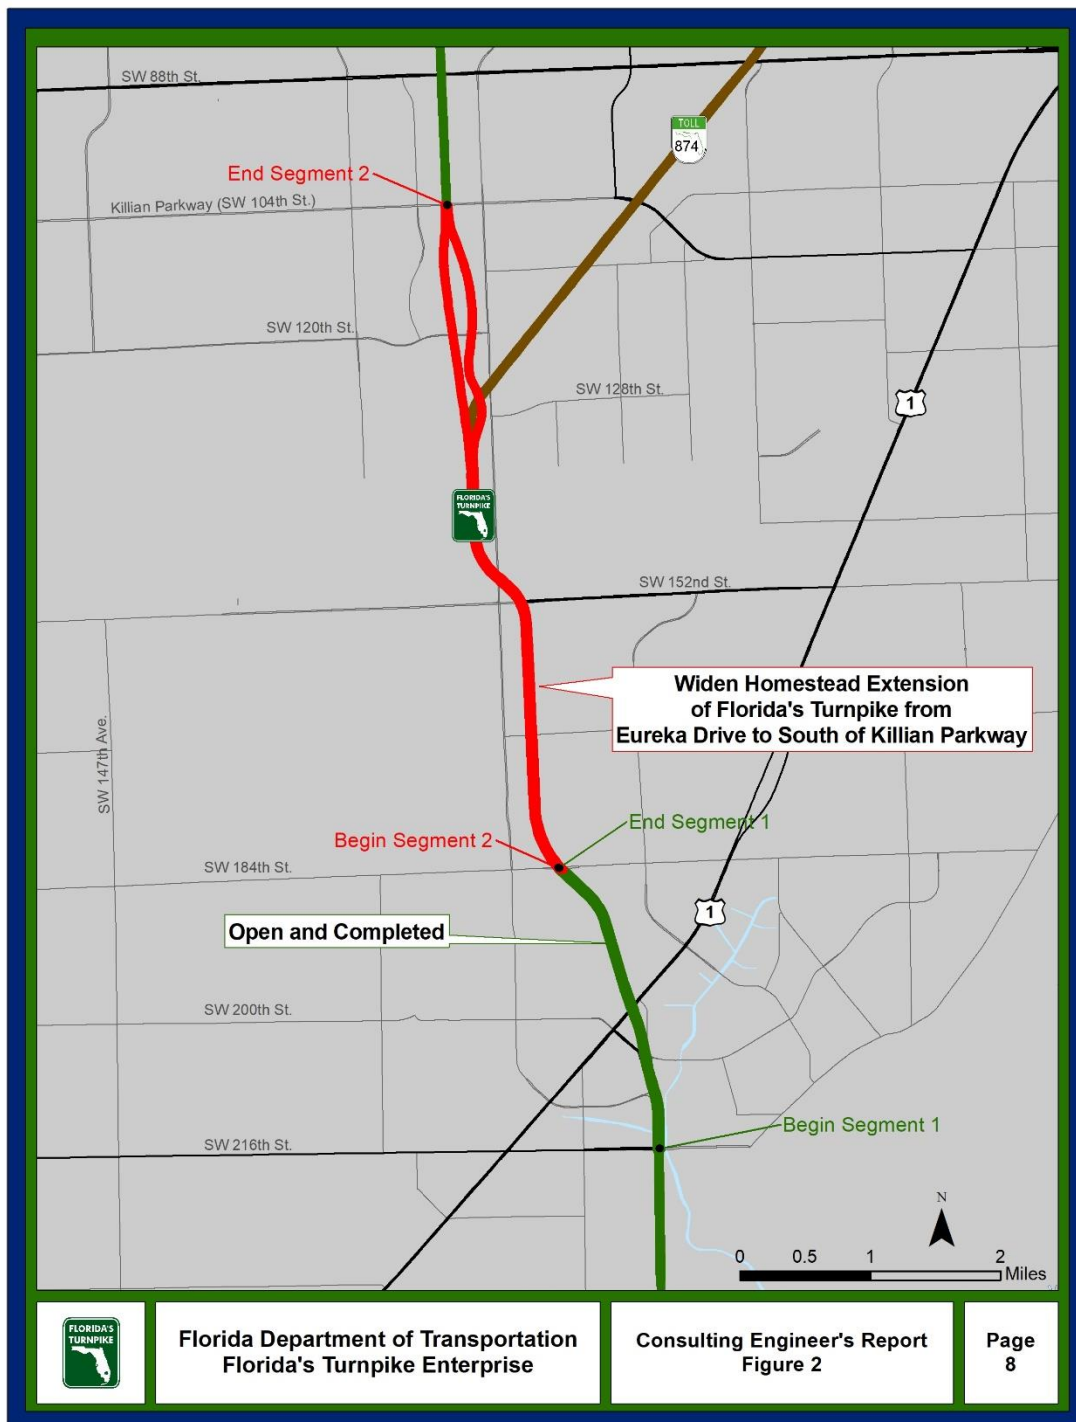 SW 88th St.
TOLL
874
End Segment 2
Killian Parkway (SW 104th St.)
SW 120th St.
SW 128th St.
1
FLORIDA'S
TURNPIKE
SW 152nd St.
Widen Homestead Extension
of Florida's Turnpike from
Eureka Drive to South of Killian Parkway
SW 147th Ave.
End Segment 1
Begin Segment 2
SW 184th St.
1
Open and Completed
SW 200th St.
Begin Segment 1
SW 216th St.
N
0 0.5 1 2
Miles
FLORIDA'S
TURNPIKE
Florida Department of Transportation
Florida's Turnpike Enterprise
Consulting Engineer's Report
Figure 2
Page
8